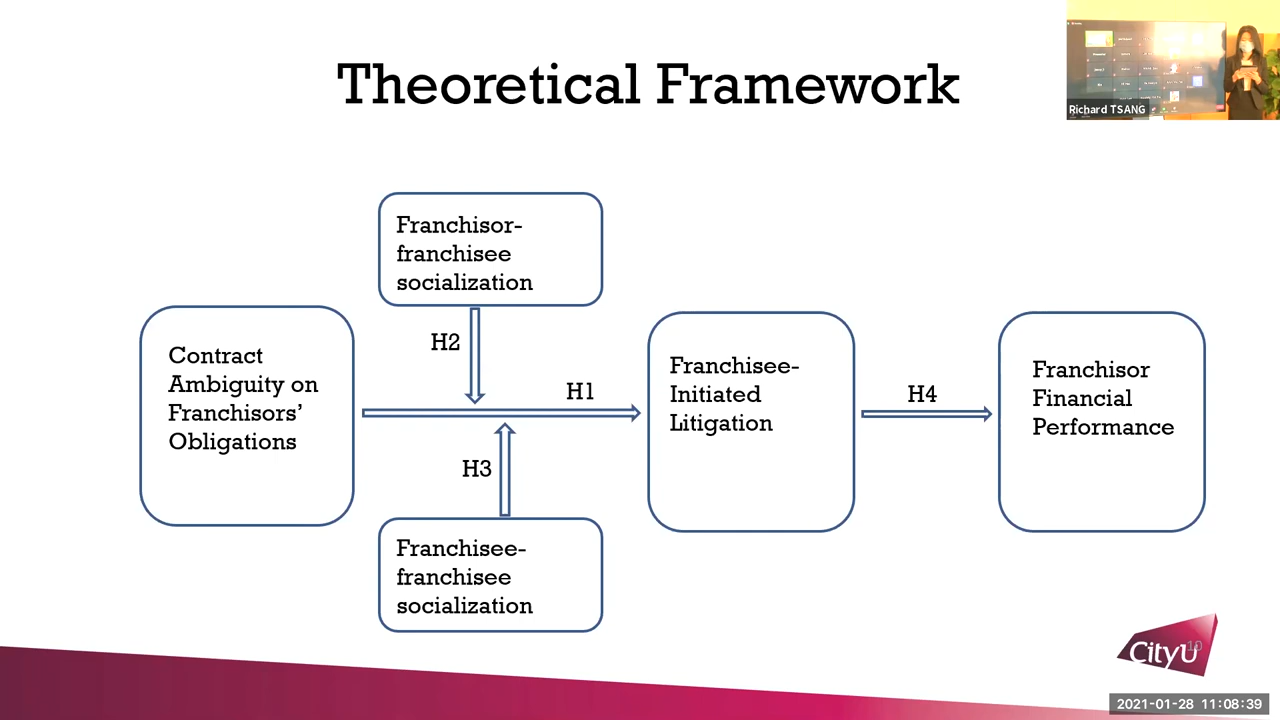 Theoretical Framework
Richard TSANG
Franchisor-
franchisee
socialization
H2
Contract
Ambiguity on
Franchisors’
Obligations
H1
Franchisee-
Initiated
Litigation
H4
Franchisor
Financial
Performance
H3
Franchisee-
franchisee
socialization
CityU
10
2021-01-28 11:08:39